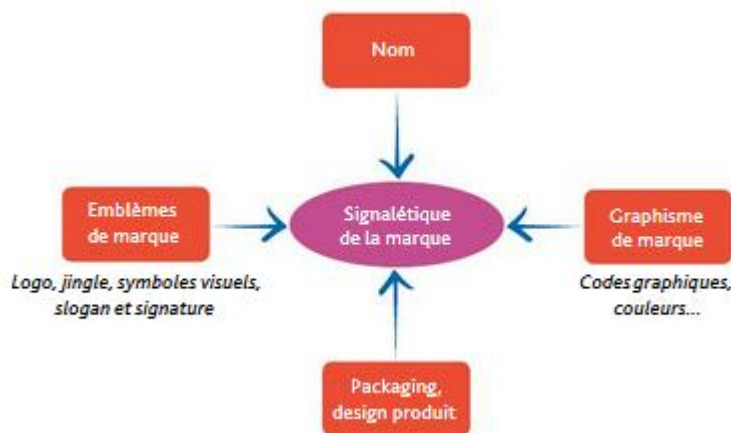 Nom
Emblèmes
de marque
Logo, jingle, symboles visuels,
slogan et signature
Signalétique
de la marque
Graphisme
de marque
Codes graphiques,
couleurs...
Packaging,
design produit